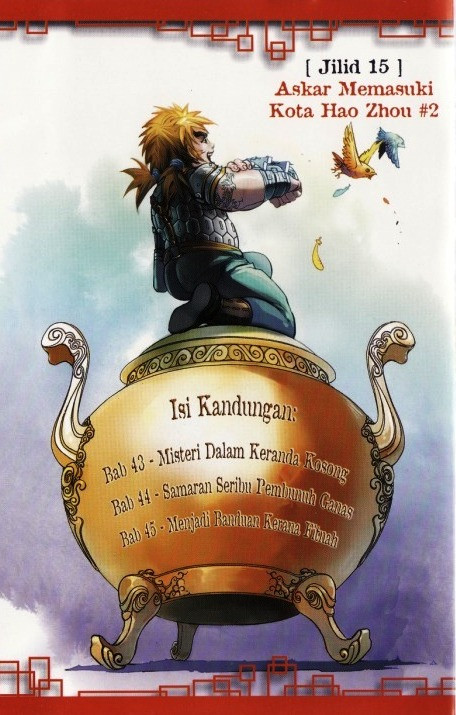 [ Jilid 15 ]
Askar Memasuki
Kota Hao Zhou #2
Isi Kandungan:
Bab 43 - Misteri Dalam Keranda Kosong
Bab 44 - Samaran Seribu Pembunuh Ganas
Bab 45 - Menjadi Banduan Kerana Fitnah